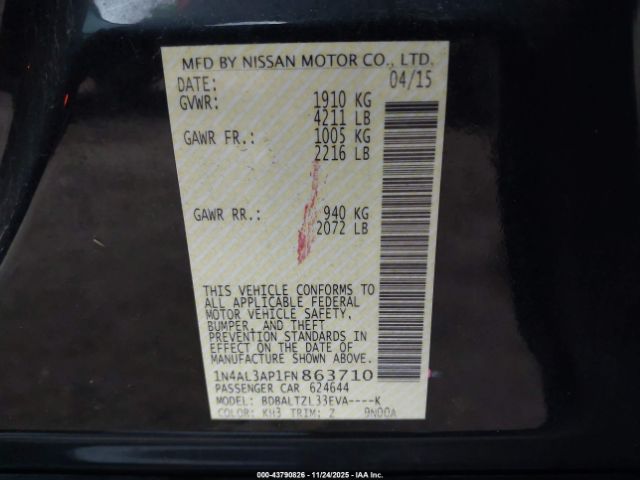 MFD BY NISSAN MOTOR CO., LTD.
DATE: 04/15
GVWR: 1910 KG
4211 LB
GAWR FR.: 1005 KG
2216 LB
GAWR RR.: 940 KG
2072 LB
THIS VEHICLE CONFORMS TO
ALL APPLICABLE FEDERAL
MOTOR VEHICLE SAFETY,
BUMPER, AND THEFT
PREVENTION STANDARDS IN
EFFECT ON THE DATE OF
MANUFACTURE SHOWN ABOVE.
1N4AL3AP1FN863710
PASSENGER CAR 624644
MODEL: BDBALTZL33EVA----K
COLOR: KH3 TRIM: Z 9N00A
000-43790826 - 11/24/2025 - IAAI.CA